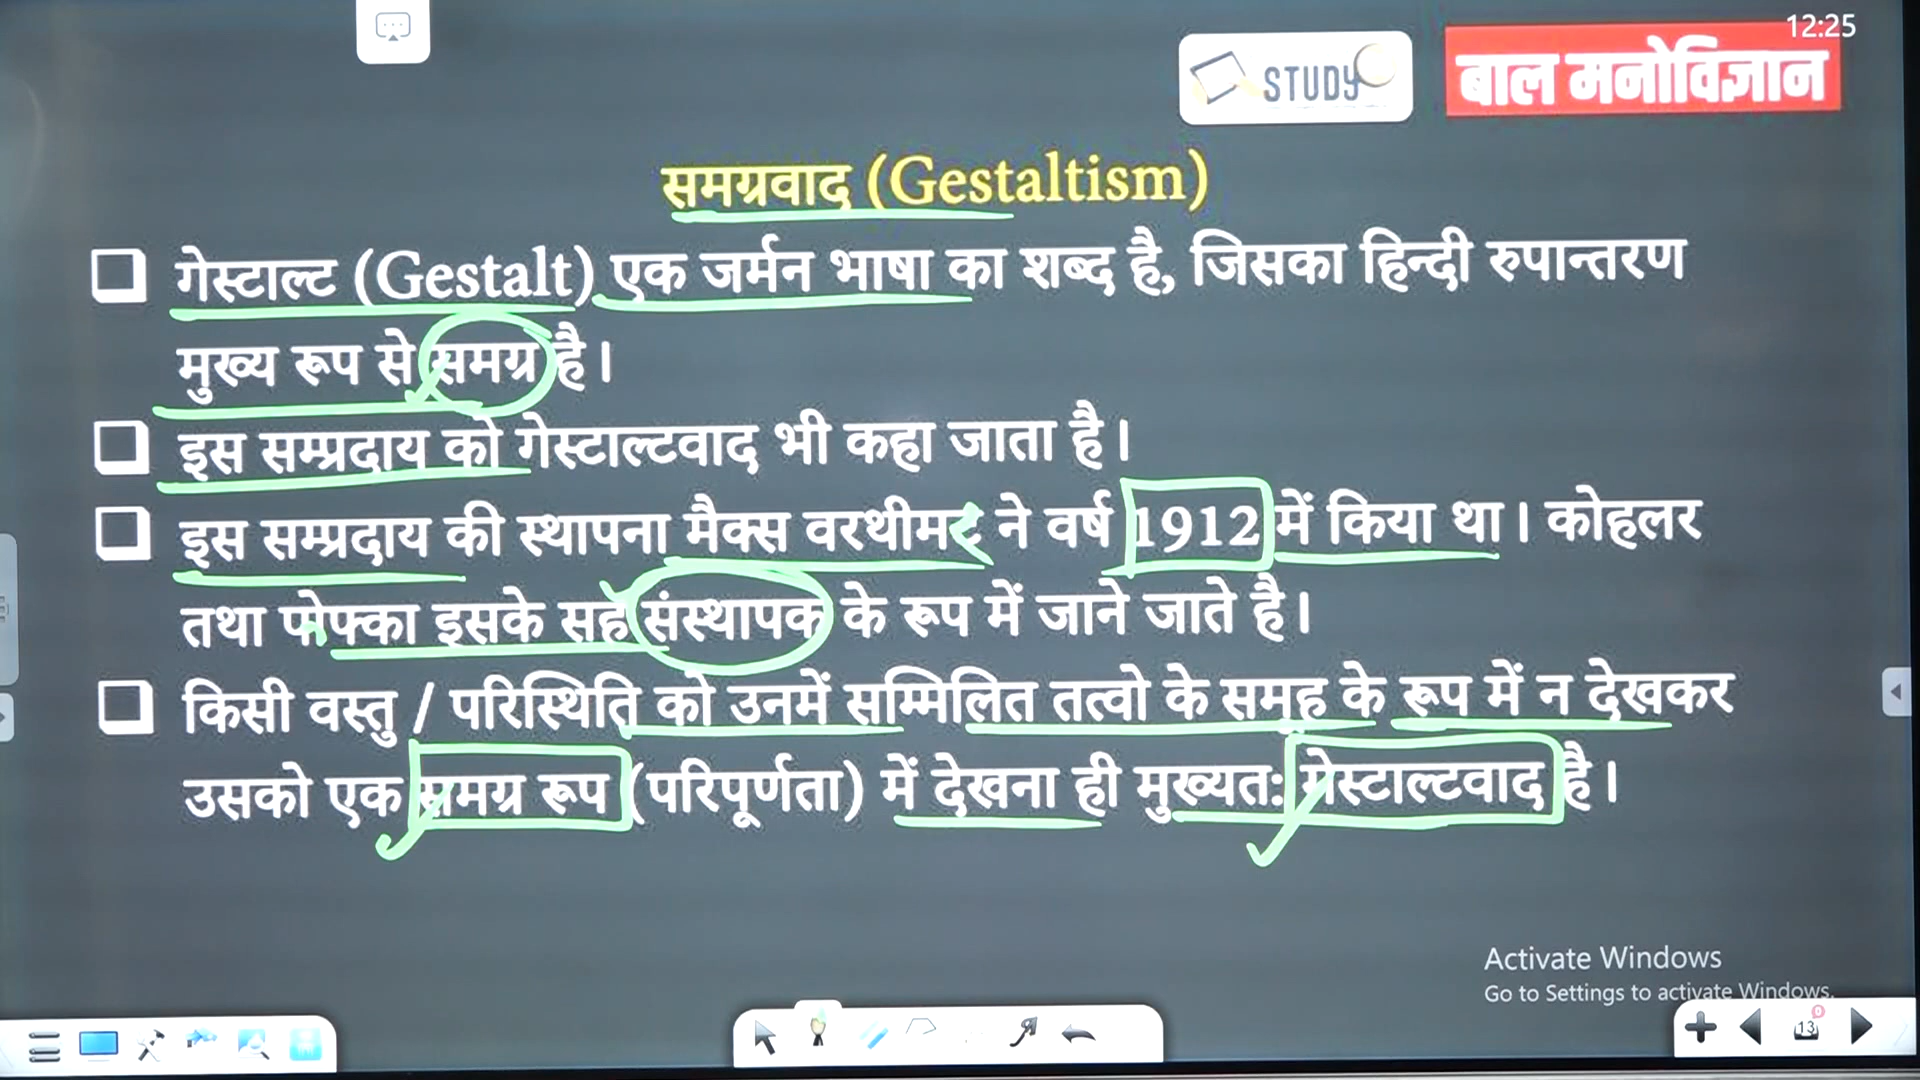 12:25
STUDY
बाल मनोविज्ञान
समग्रवाद (Gestaltism)
गेस्टाल्ट (Gestalt) एक जर्मन भाषा का शब्द है, जिसका हिन्दी रुपान्तरण
मुख्य रूप से समग्र है।
इस सम्प्रदाय को गेस्टाल्टवाद भी कहा जाता है।
इस सम्प्रदाय की स्थापना मैक्स वरथीमर ने वर्ष 1912 में किया था। कोहलर
तथा इसके सह संस्थापक के रूप में जाने जाते है।
किसी वस्तु / परिस्थिति को उनमें सम्मिलित तत्वो के समूह के रूप में न देखकर
उसको एक समग्र रूप (परिपूर्णता) में देखना ही मुख्यत: गेस्टाल्टवाद है।
Activate Windows
Go to Settings to activate Windows.
13